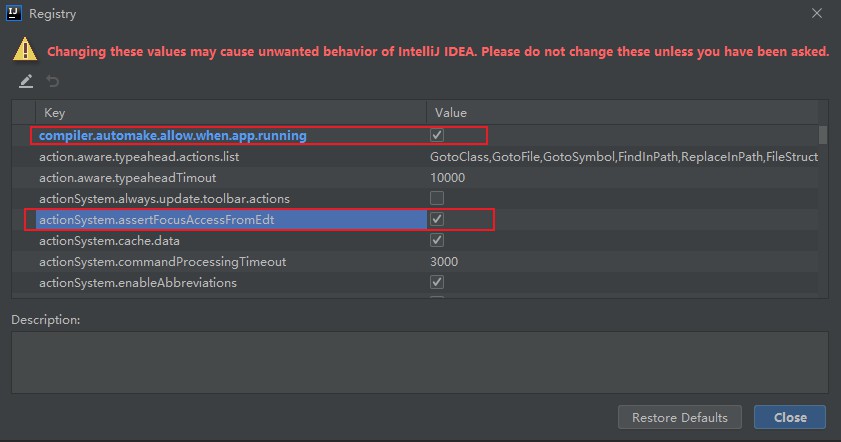 IJ Registry
Changing these values may cause unwanted behavior of IntelliJ IDEA. Please do not change these unless you have been asked.
Key Value
compiler.automake.allow.when.app.running
action.aware.typeahead.actions.list GotoClass,GotoFile,GotoSymbol,FindInPath,ReplaceInPath,FileStruct
action.aware.typeaheadTimout 10000
actionSystem.always.update.toolbar.actions
actionSystem.assertFocusAccessFromEdt
actionSystem.cache.data
actionSystem.commandProcessingTimeout 3000
actionSystem.enableAbbreviations
Description:
Restore Defaults Close